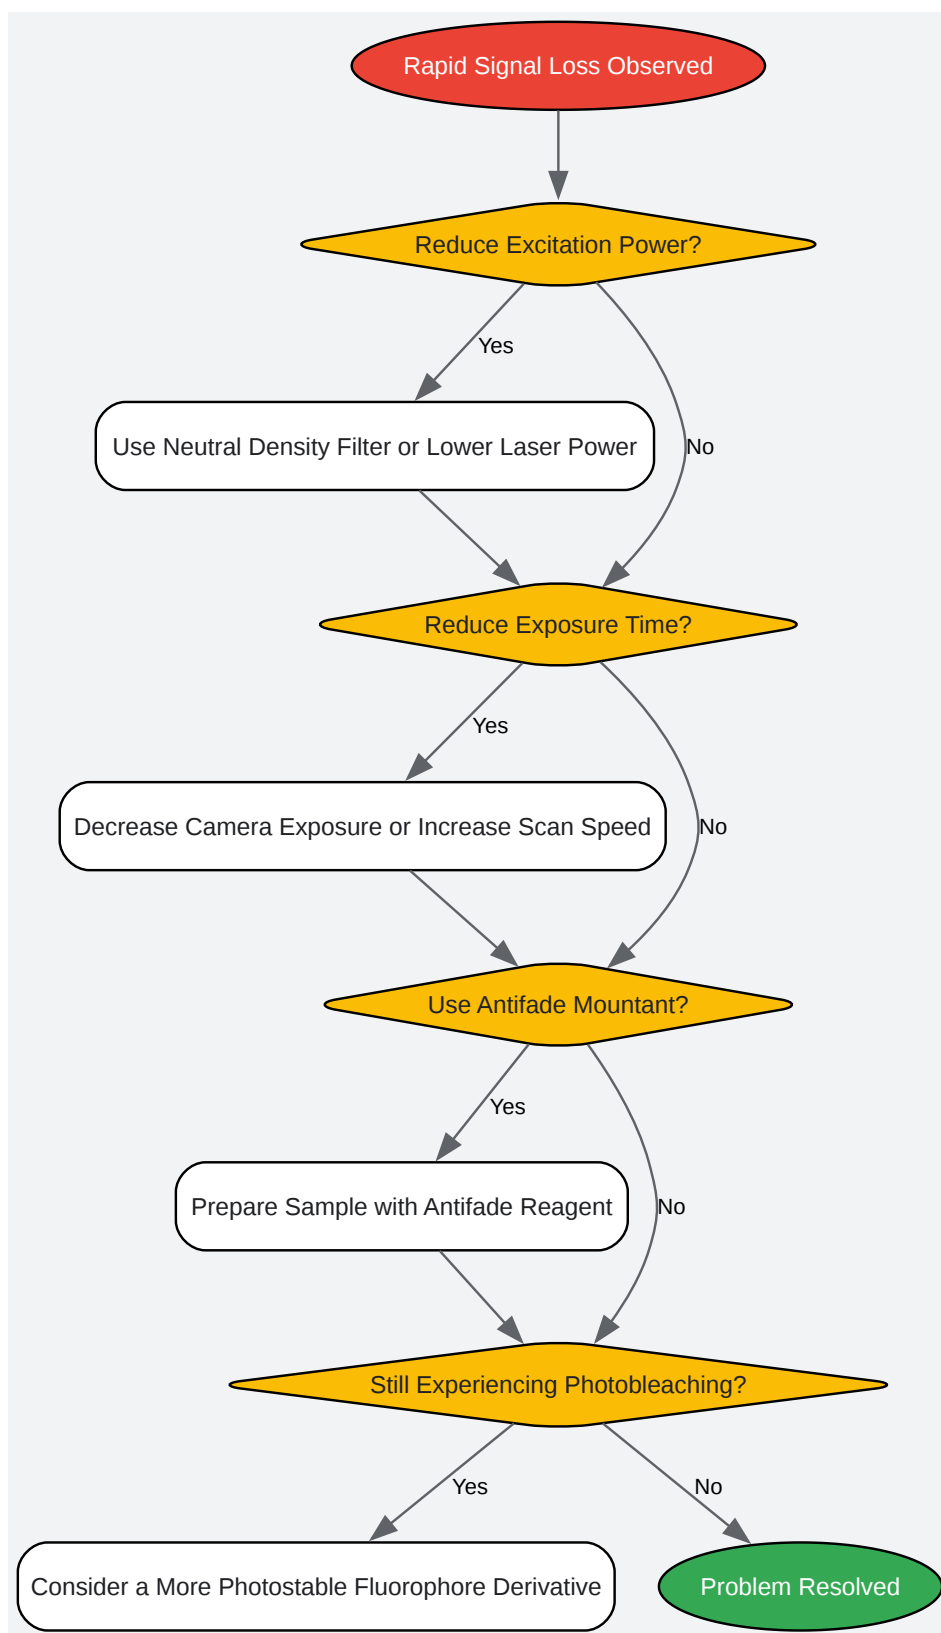 Rapid Signal Loss Observed
Reduce Excitation Power?
Yes
Use Neutral Density Filter or Lower Laser Power
No
Reduce Exposure Time?
Yes
Decrease Camera Exposure or Increase Scan Speed
No
Use Antifade Mountant?
Yes
Prepare Sample with Antifade Reagent
No
Still Experiencing Photobleaching?
Yes
No
Consider a More Photostable Fluorophore Derivative
Problem Resolved